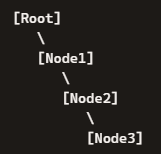 [Root]
\
[Node1]
\
[Node2]
\
[Node3]